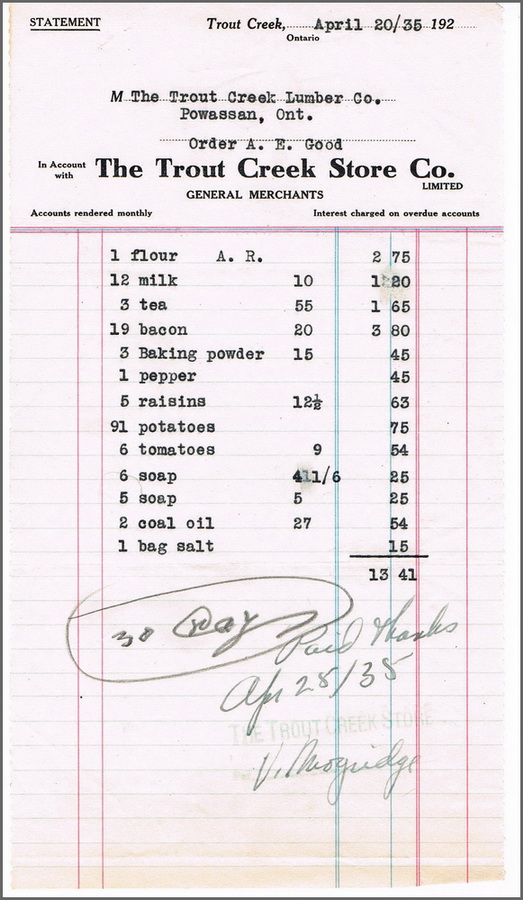 STATEMENT
Trout Creek, April 20/35 192
Ontario
M The Trout Creek Lumber Co.
Powassan, Ont.
Order A. E. Good
In Account with The Trout Creek Store Co. LIMITED
GENERAL MERCHANTS
Accounts rendered monthly Interest charged on overdue accounts
1 flour A. R. 2 75
12 milk 10 1 20
3 tea 55 1 65
19 bacon 20 3 80
3 Baking powder 15 45
1 pepper 45
5 raisins 12½ 63
91 potatoes 75
6 tomatoes 9 54
6 soap 4 1/6 25
5 soap 5 25
2 coal oil 27 54
1 bag salt 15
13 41
30 Day
Paid thanks
Apr 28/35
THE TROUT CREEK STORE
V. Mogridge